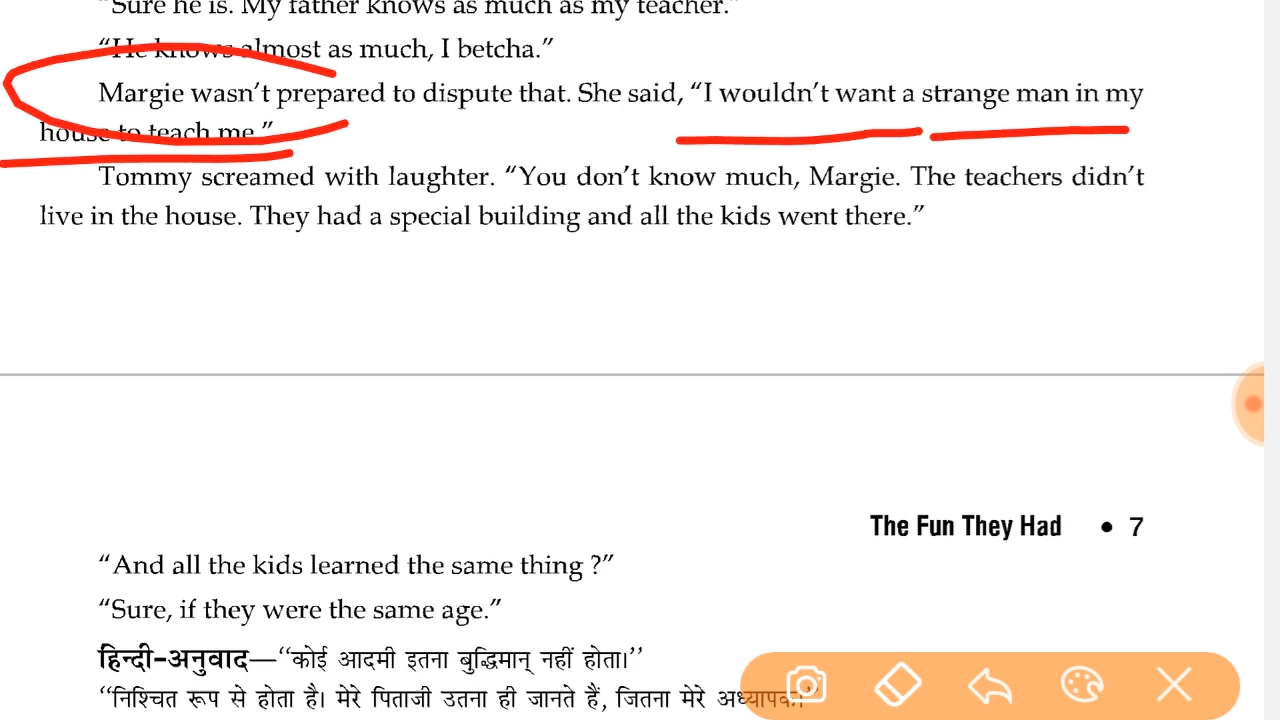 “Sure he is. My father knows as much as my teacher.”
“He knows almost as much, I betcha.”
Margie wasn’t prepared to dispute that. She said, “I wouldn’t want a strange man in my
house to teach me.”
Tommy screamed with laughter. “You don’t know much, Margie. The teachers didn’t
live in the house. They had a special building and all the kids went there.”
The Fun They Had • 7
“And all the kids learned the same thing ?”
“Sure, if they were the same age.”
हिन्दी-अनुवाद—‘‘कोई आदमी इतना बुद्धिमान् नहीं होता।’’
‘‘निश्चित रूप से होता है। मेरे पिताजी उतना ही जानते हैं, जितना मेरे अध्यापक।’’